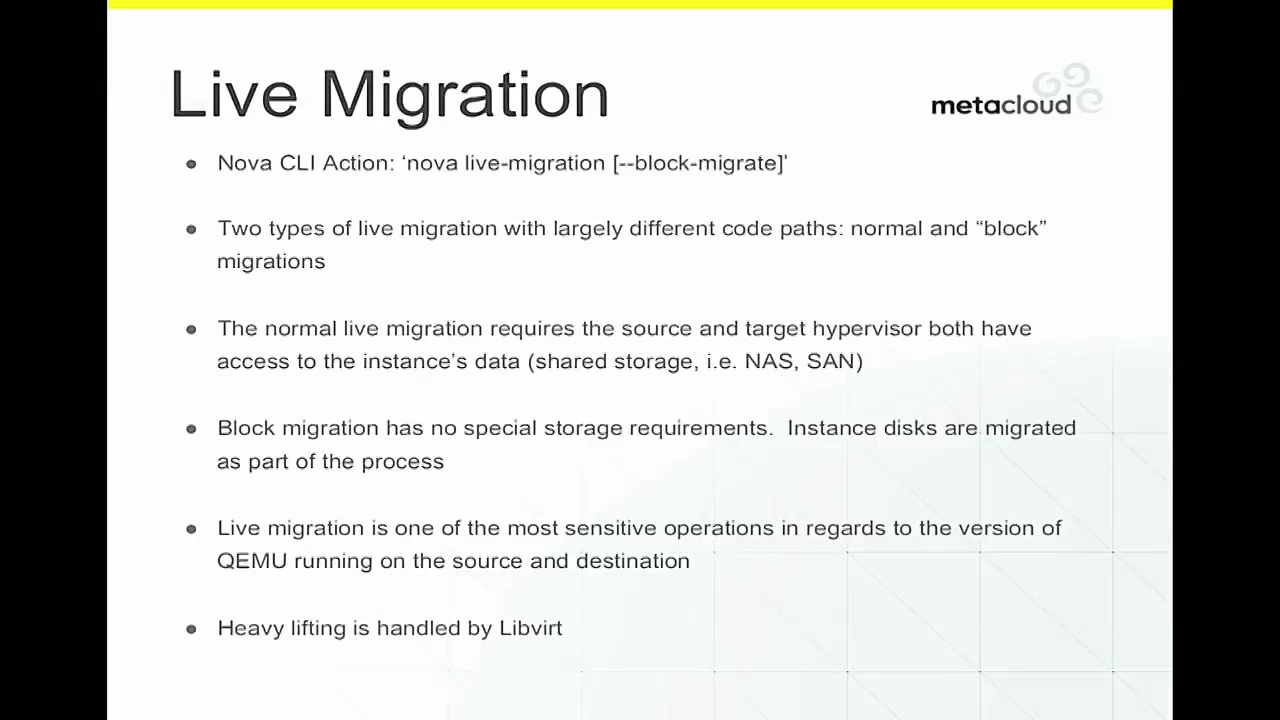 Live Migration
metacloud
• Nova CLI Action: ‘nova live-migration [--block-migrate]’
• Two types of live migration with largely different code paths: normal and “block”
migrations
• The normal live migration requires the source and target hypervisor both have
access to the instance’s data (shared storage, i.e. NAS, SAN)
• Block migration has no special storage requirements.  Instance disks are migrated
as part of the process
• Live migration is one of the most sensitive operations in regards to the version of
QEMU running on the source and destination
• Heavy lifting is handled by Libvirt